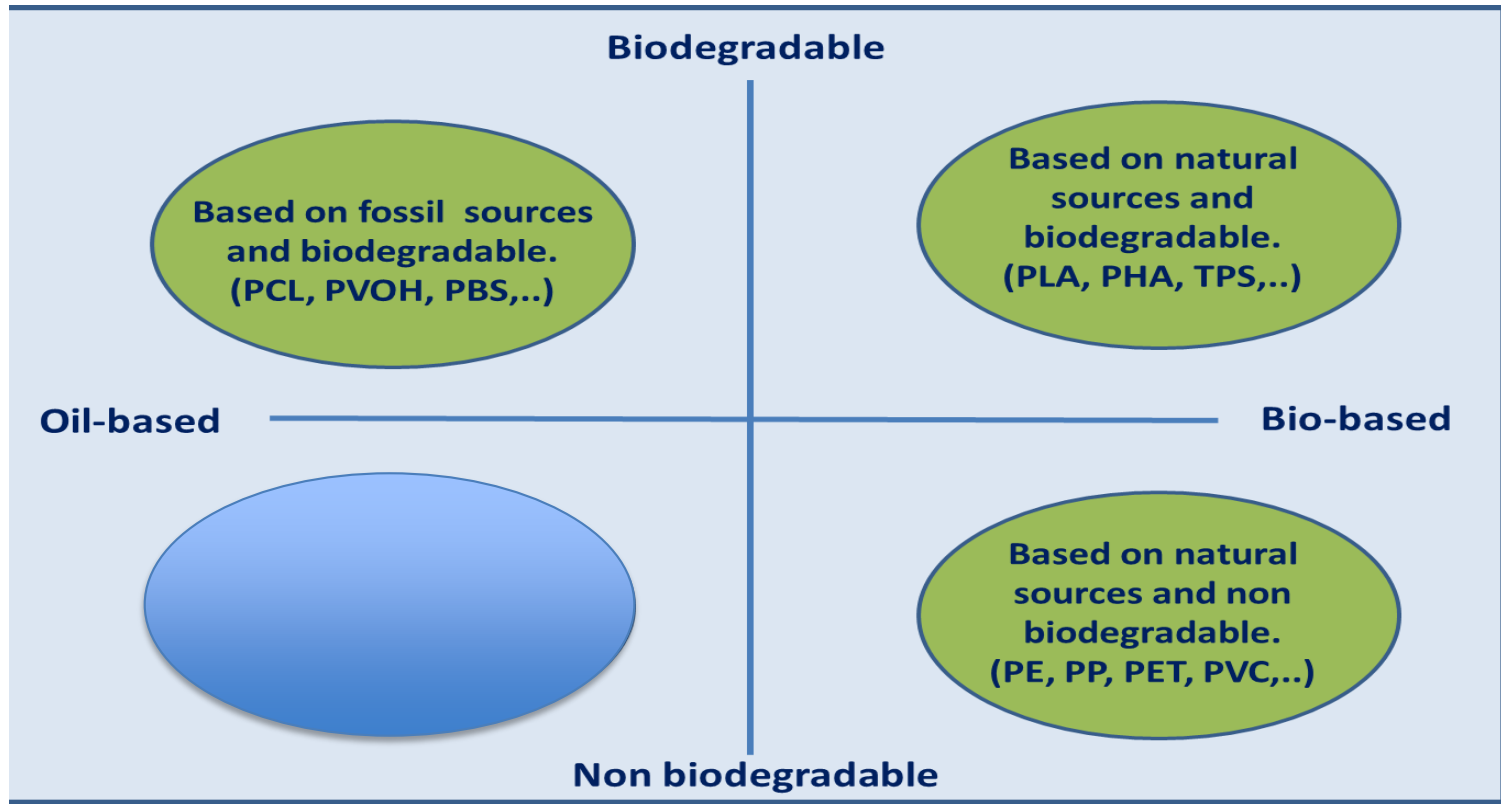 Biodegradable
Based on fossil  sources
and biodegradable.
(PCL, PVOH, PBS,..)
Based on natural
sources and
biodegradable.
(PLA, PHA, TPS,..)
Oil-based
Bio-based
Based on natural
sources and non
biodegradable.
(PE, PP, PET, PVC,..)
Non biodegradable